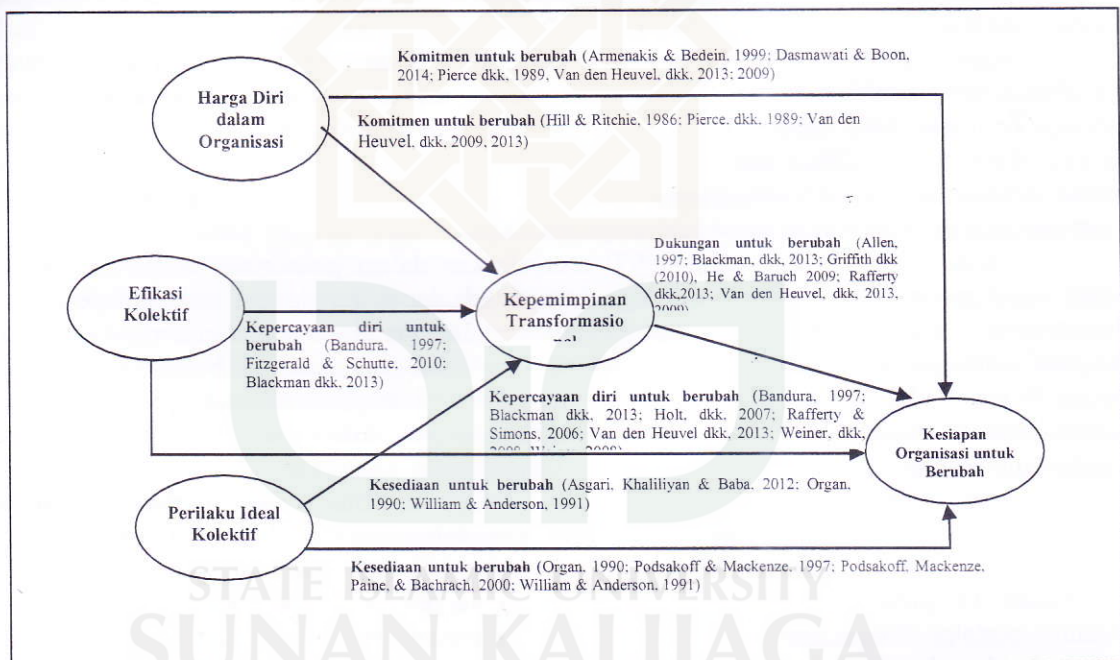 Komitmen untuk berubah (Armenakis & Bedein. 1999; Dasmawati & Boon.
2014; Pierce dkk. 1989, Van den Heuvel. dkk. 2013; 2009)
Harga Diri
dalam
Organisasi
Komitmen untuk berubah (Hill & Ritchie. 1986; Pierce. dkk. 1989; Van den
Heuvel. dkk. 2009. 2013)
Dukungan untuk berubah (Allen,
1997; Blackman, dkk, 2013; Griffith dkk
(2010), He & Baruch 2009; Rafferty
dkk,2013; Van den Heuvel, dkk, 2013,
2009)
Efikasi
Kolektif
Kepemimpinan
Transformasio
nal
Kepercayaan diri untuk
berubah (Bandura. 1997;
Fitzgerald & Schutte. 2010;
Blackman dkk. 2013)
Kepercayaan diri untuk berubah (Bandura. 1997;
Blackman dkk, 2013; Holt. dkk. 2007; Rafferty &
Simons. 2006; Van den Heuvel dkk, 2013; Weiner, dkk,
Kesiapan
Organisasi untuk
Berubah
Kesediaan untuk berubah (Asgari. Khaliliyan & Baba. 2012; Organ.
1990; William & Anderson, 1991)
Perilaku Ideal
Kolektif
Kesediaan untuk berubah (Organ. 1990; Podsakoff & Mackenze. 1997; Podsakoff, Mackenze,
Paine, & Bachrach, 2000; William & Anderson, 1991)
STATE ISLAMIC UNIVERSITY
SUNAN KALIJAGA